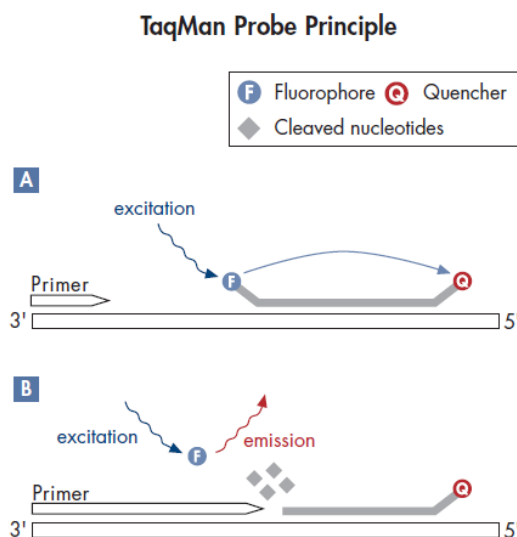 TaqMan Probe Principle
F Fluorophore Q Quencher
Cleaved nucleotides
A
excitation
F
Q
Primer
3' 5'
B
excitation
F
emission
Q
Primer
3' 5'